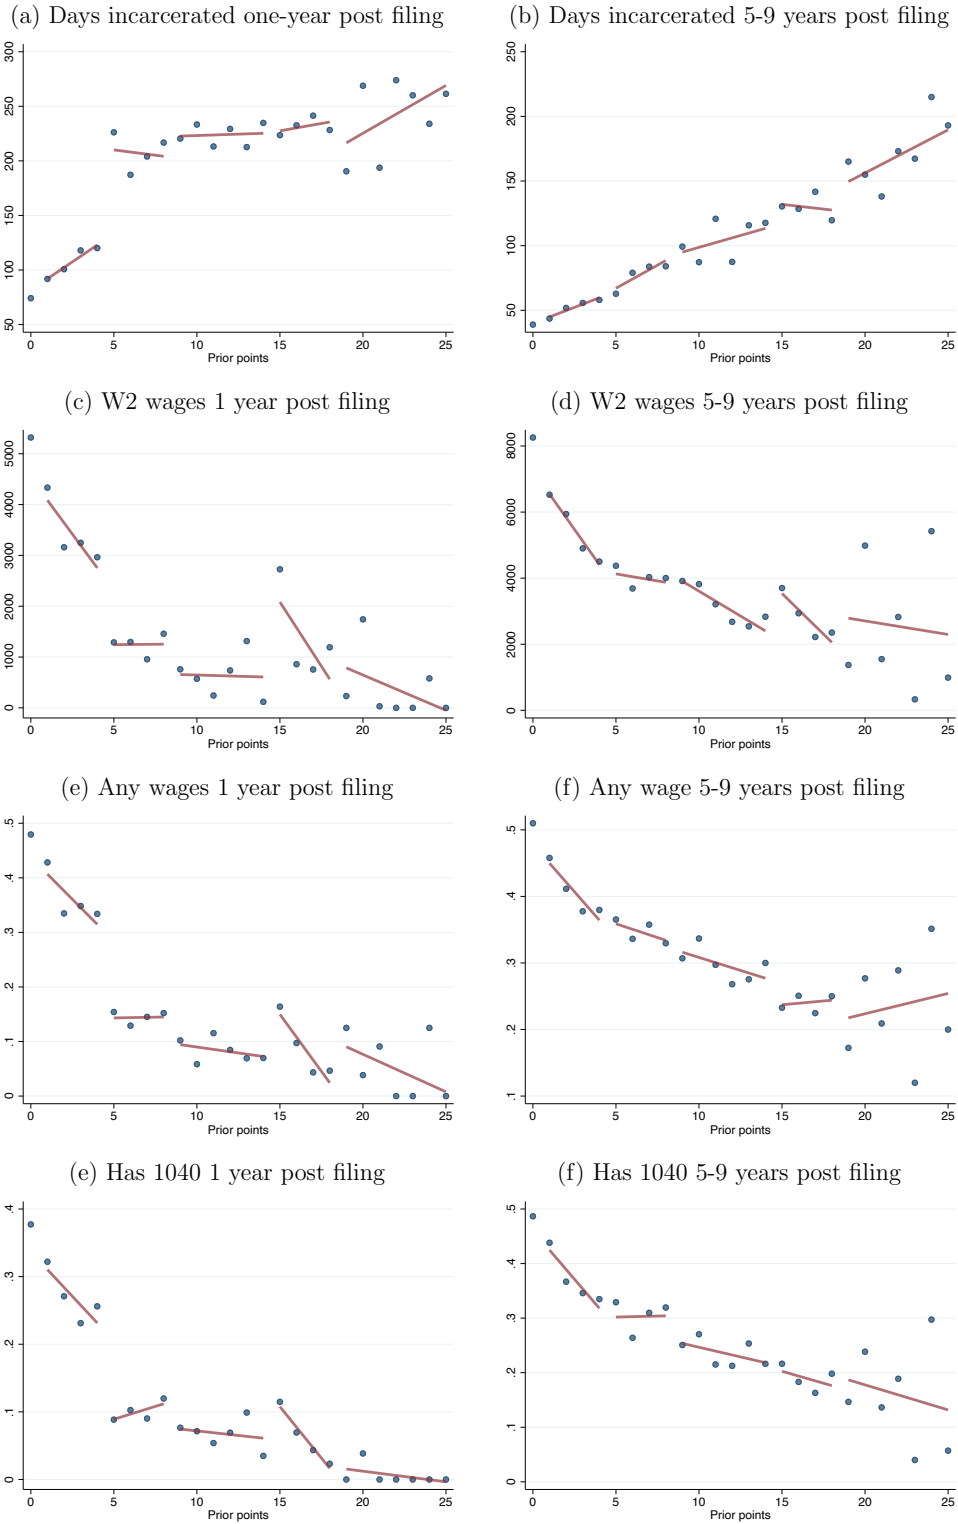 (a) Days incarcerated one-year post filing
300
250
200
150
100
50
0 5 10 15 20 25
Prior points
(b) Days incarcerated 5-9 years post filing
250
200
150
100
50
0 5 10 15 20 25
Prior points
(c) W2 wages 1 year post filing
5000
4000
3000
2000
1000
0
0 5 10 15 20 25
Prior points
(d) W2 wages 5-9 years post filing
8000
6000
4000
2000
0
0 5 10 15 20 25
Prior points
(e) Any wages 1 year post filing
.5
.4
.3
.2
.1
0
0 5 10 15 20 25
Prior points
(f) Any wage 5-9 years post filing
.5
.4
.3
.2
.1
0 5 10 15 20 25
Prior points
(e) Has 1040 1 year post filing
.4
.3
.2
.1
0
0 5 10 15 20 25
Prior points
(f) Has 1040 5-9 years post filing
.5
.4
.3
.2
.1
0
0 5 10 15 20 25
Prior points